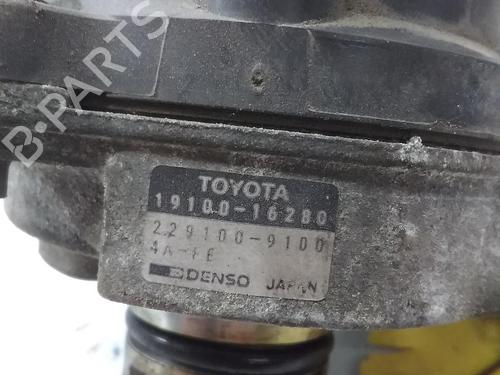 B-PARTS
TOYOTA
19100-16280
229100-9100
4A-FE
DENSO JAPAN